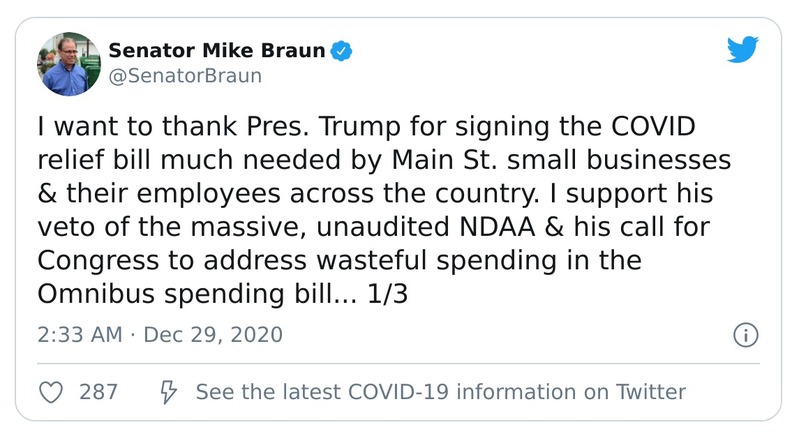 Senator Mike Braun
@SenatorBraun
I want to thank Pres. Trump for signing the COVID
relief bill much needed by Main St. small businesses
& their employees across the country. I support his
veto of the massive, unaudited NDAA & his call for
Congress to address wasteful spending in the
Omnibus spending bill... 1/3
2:33 AM · Dec 29, 2020
287 See the latest COVID-19 information on Twitter